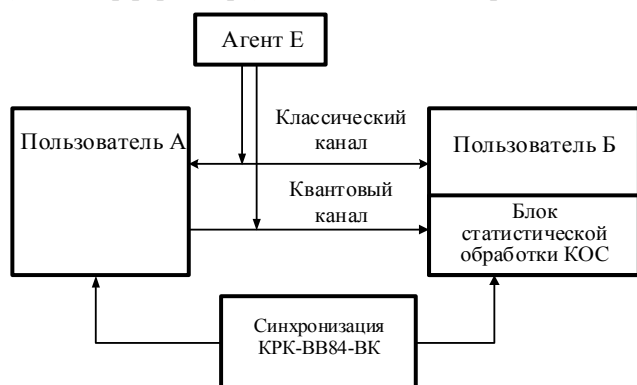 Агент Е
Классический
канал
Пользователь А
Пользователь Б
Квантовый
канал
Блок
статистической
обработки КОС
Синхронизация
КРК-ВВ84-ВК